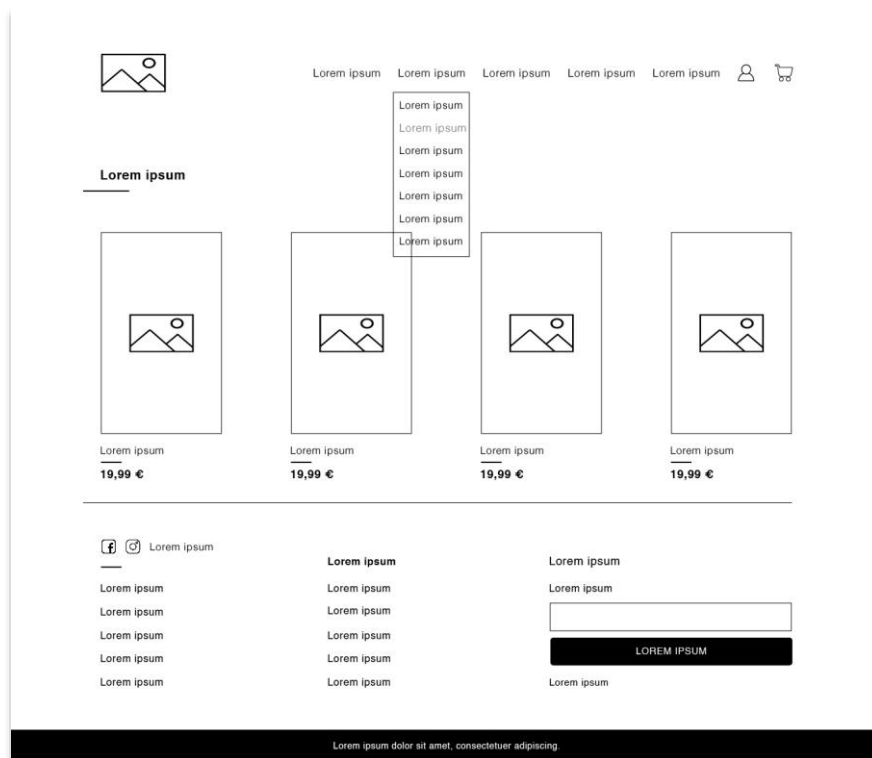 Lorem ipsum Lorem ipsum Lorem ipsum Lorem ipsum Lorem ipsum
Lorem ipsum
Lorem ipsum
Lorem ipsum
Lorem ipsum
Lorem ipsum
Lorem ipsum
Lorem ipsum
Lorem ipsum
Lorem ipsum Lorem ipsum Lorem ipsum Lorem ipsum
19,99 € 19,99 € 19,99 € 19,99 €
Lorem ipsum
Lorem ipsum
Lorem ipsum
Lorem ipsum
Lorem ipsum
Lorem ipsum
Lorem ipsum
Lorem ipsum
Lorem ipsum
Lorem ipsum
Lorem ipsum
Lorem ipsum
Lorem ipsum
Lorem ipsum
LOREM IPSUM
Lorem ipsum
Lorem ipsum dolor sit amet, consectetuer adipiscing.